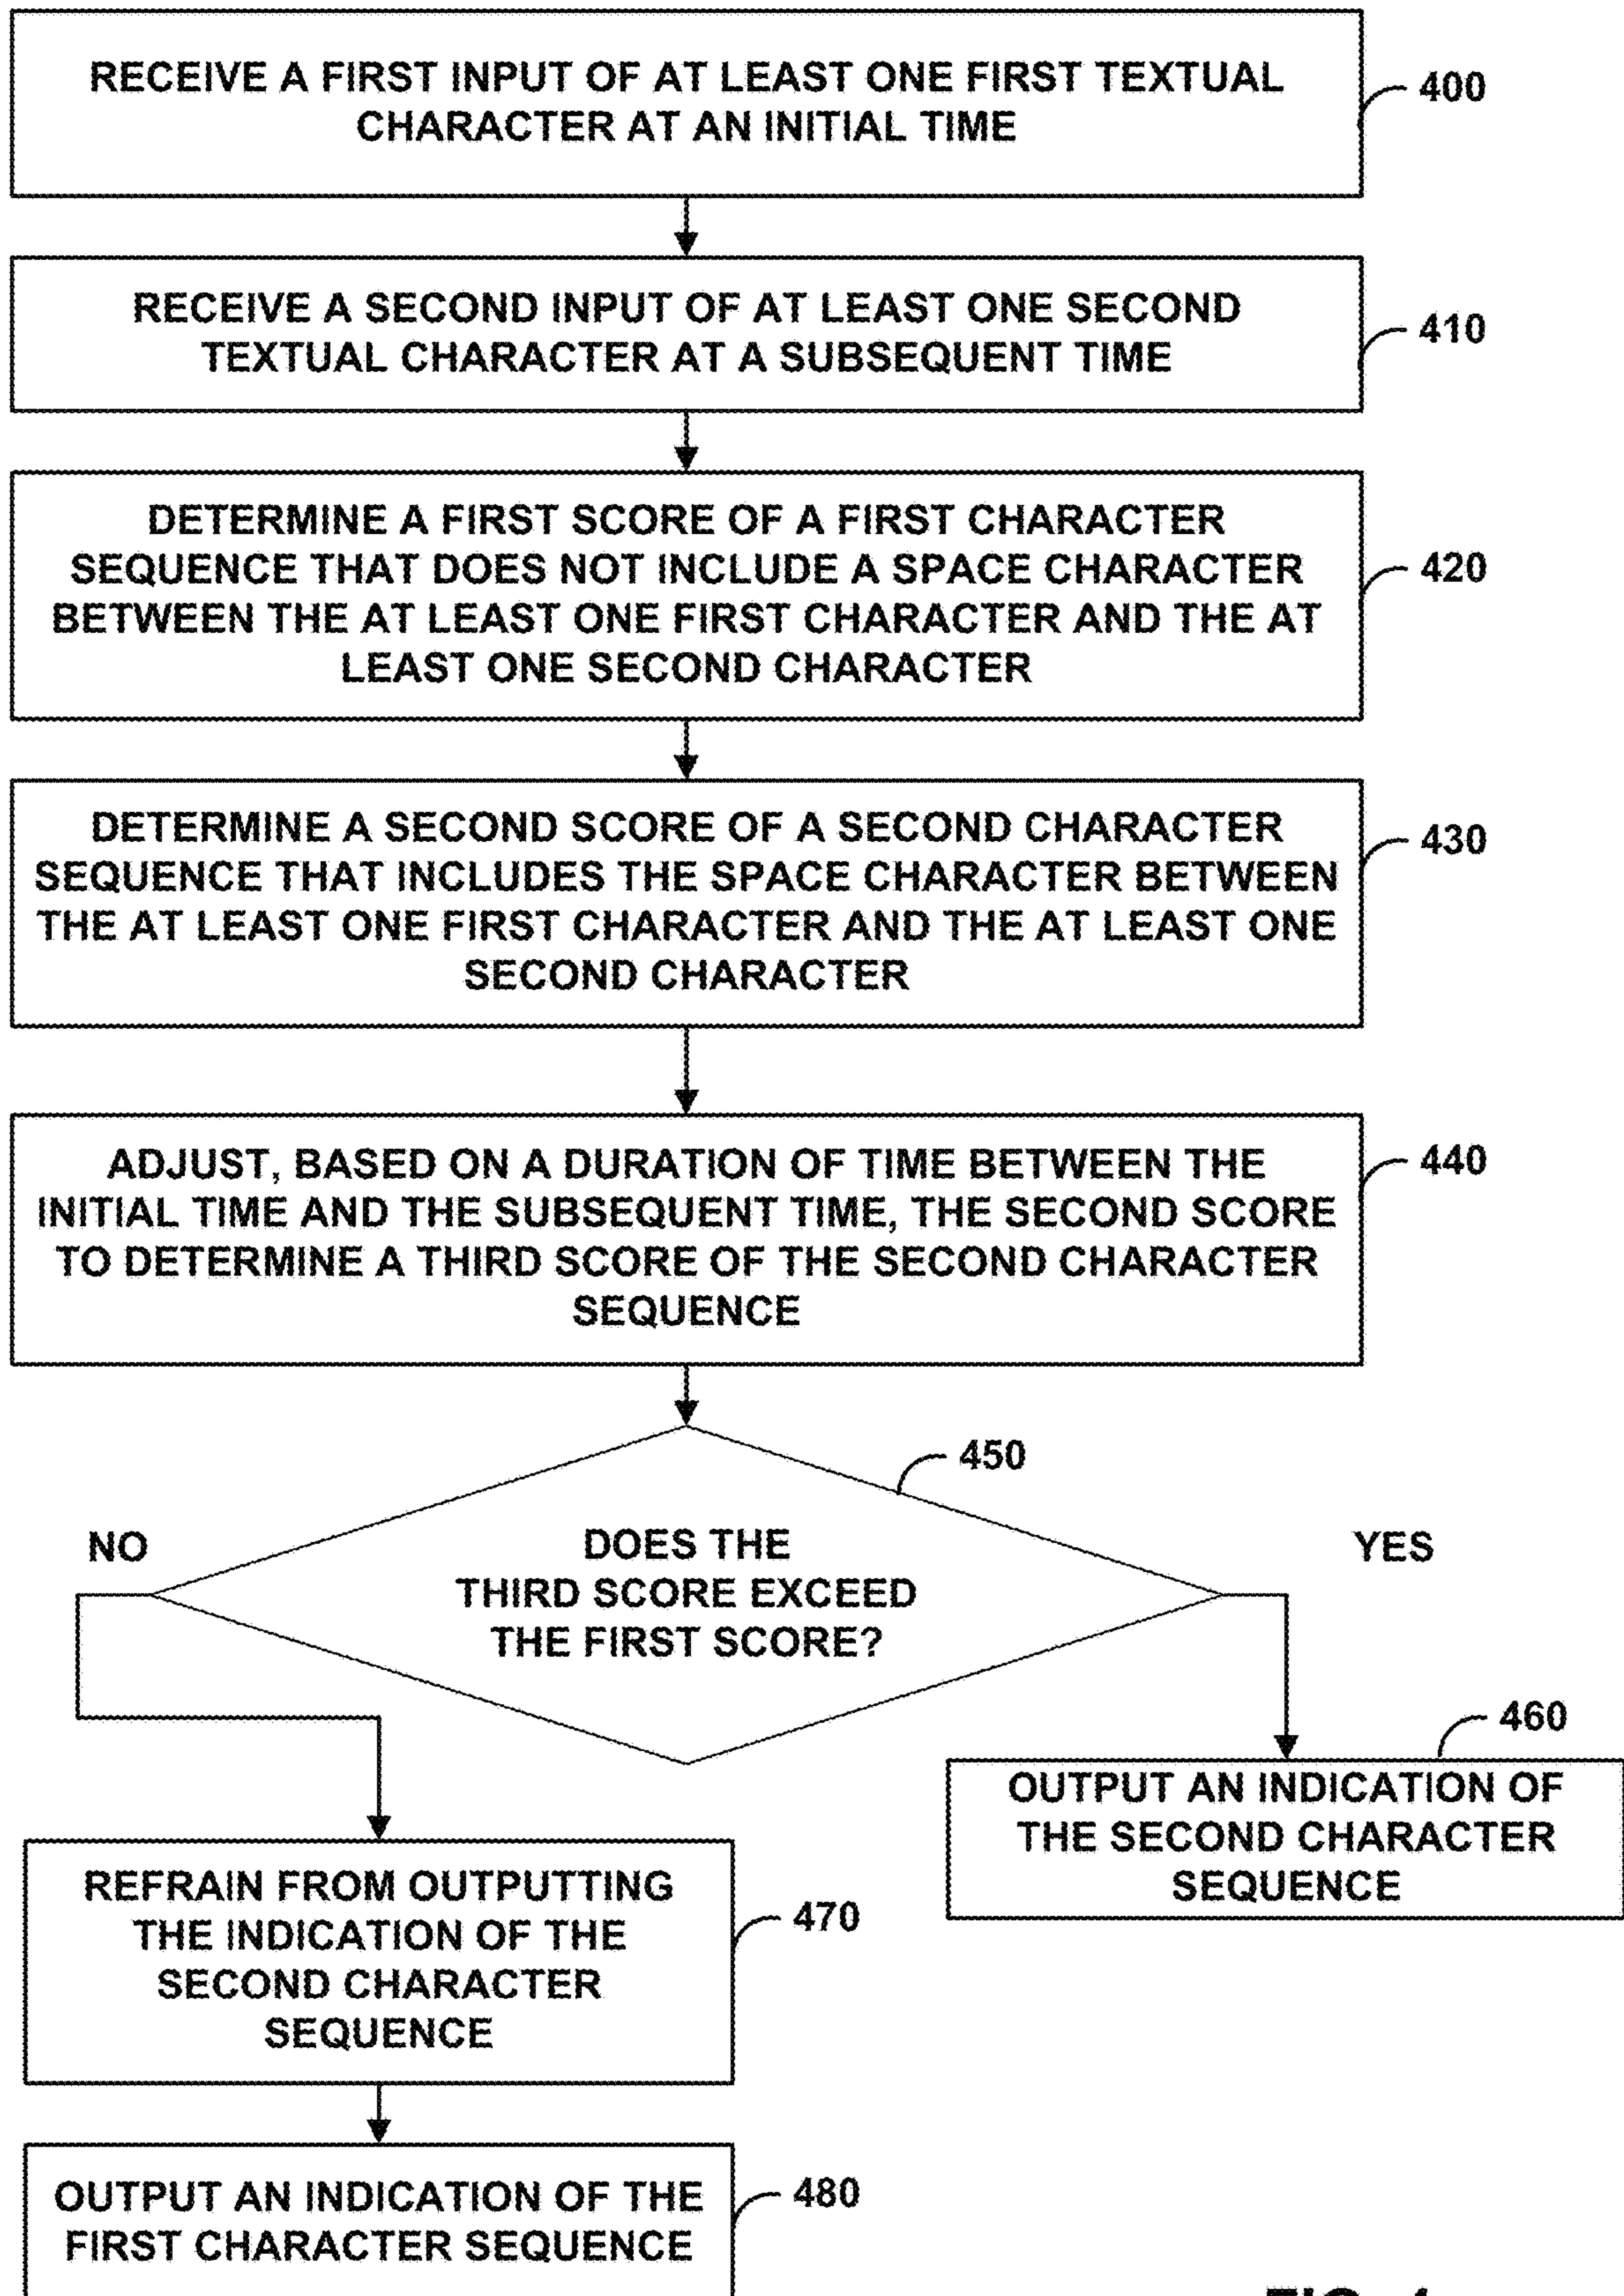 RECEIVE A FIRST INPUT OF AT LEAST ONE FIRST TEXTUAL
CHARACTER AT AN INITIAL TIME
400
RECEIVE A SECOND INPUT OF AT LEAST ONE SECOND
TEXTUAL CHARACTER AT A SUBSEQUENT TIME
410
DETERMINE A FIRST SCORE OF A FIRST CHARACTER
SEQUENCE THAT DOES NOT INCLUDE A SPACE CHARACTER
BETWEEN THE AT LEAST ONE FIRST CHARACTER AND THE AT
LEAST ONE SECOND CHARACTER
420
DETERMINE A SECOND SCORE OF A SECOND CHARACTER
SEQUENCE THAT INCLUDES THE SPACE CHARACTER BETWEEN
THE AT LEAST ONE FIRST CHARACTER AND THE AT LEAST ONE
SECOND CHARACTER
430
ADJUST, BASED ON A DURATION OF TIME BETWEEN THE
INITIAL TIME AND THE SUBSEQUENT TIME, THE SECOND SCORE
TO DETERMINE A THIRD SCORE OF THE SECOND CHARACTER
SEQUENCE
440
450
NO
DOES THE
THIRD SCORE EXCEED
THE FIRST SCORE?
YES
460
OUTPUT AN INDICATION OF
THE SECOND CHARACTER
SEQUENCE
REFRAIN FROM OUTPUTTING
THE INDICATION OF THE
SECOND CHARACTER
SEQUENCE
470
OUTPUT AN INDICATION OF THE
FIRST CHARACTER SEQUENCE
480